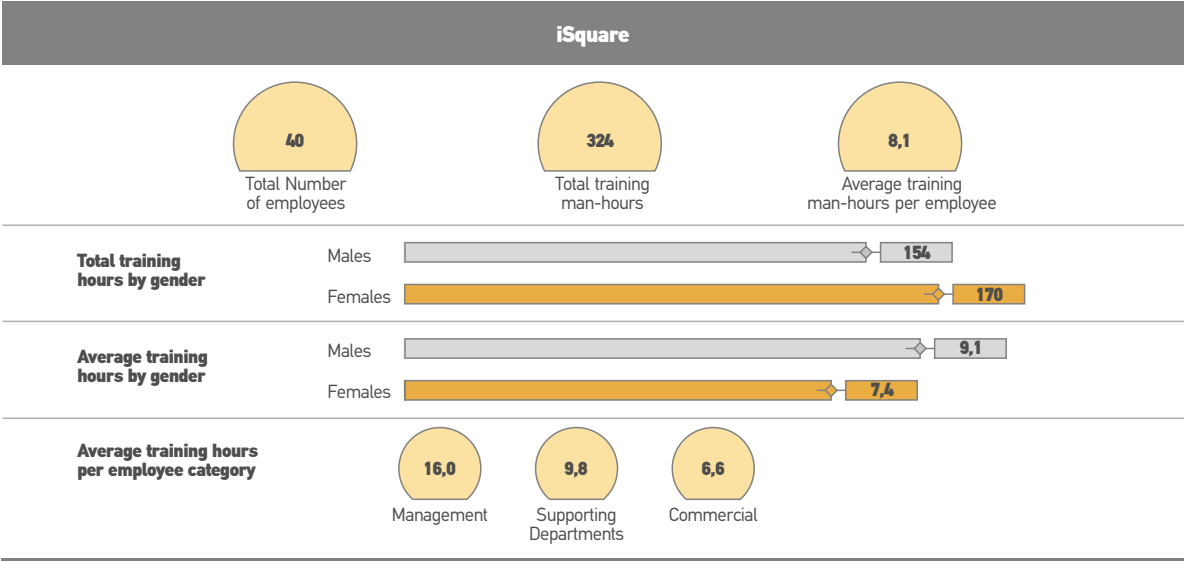 iSquare
40
Total Number
of employees
324
Total training
man-hours
8,1
Average training
man-hours per employee
Total training
hours by gender
Males
154
Females
170
Average training
hours by gender
Males
9,1
Females
7,4
Average training hours
per employee category
16,0
Management
9,8
Supporting
Departments
6,6
Commercial